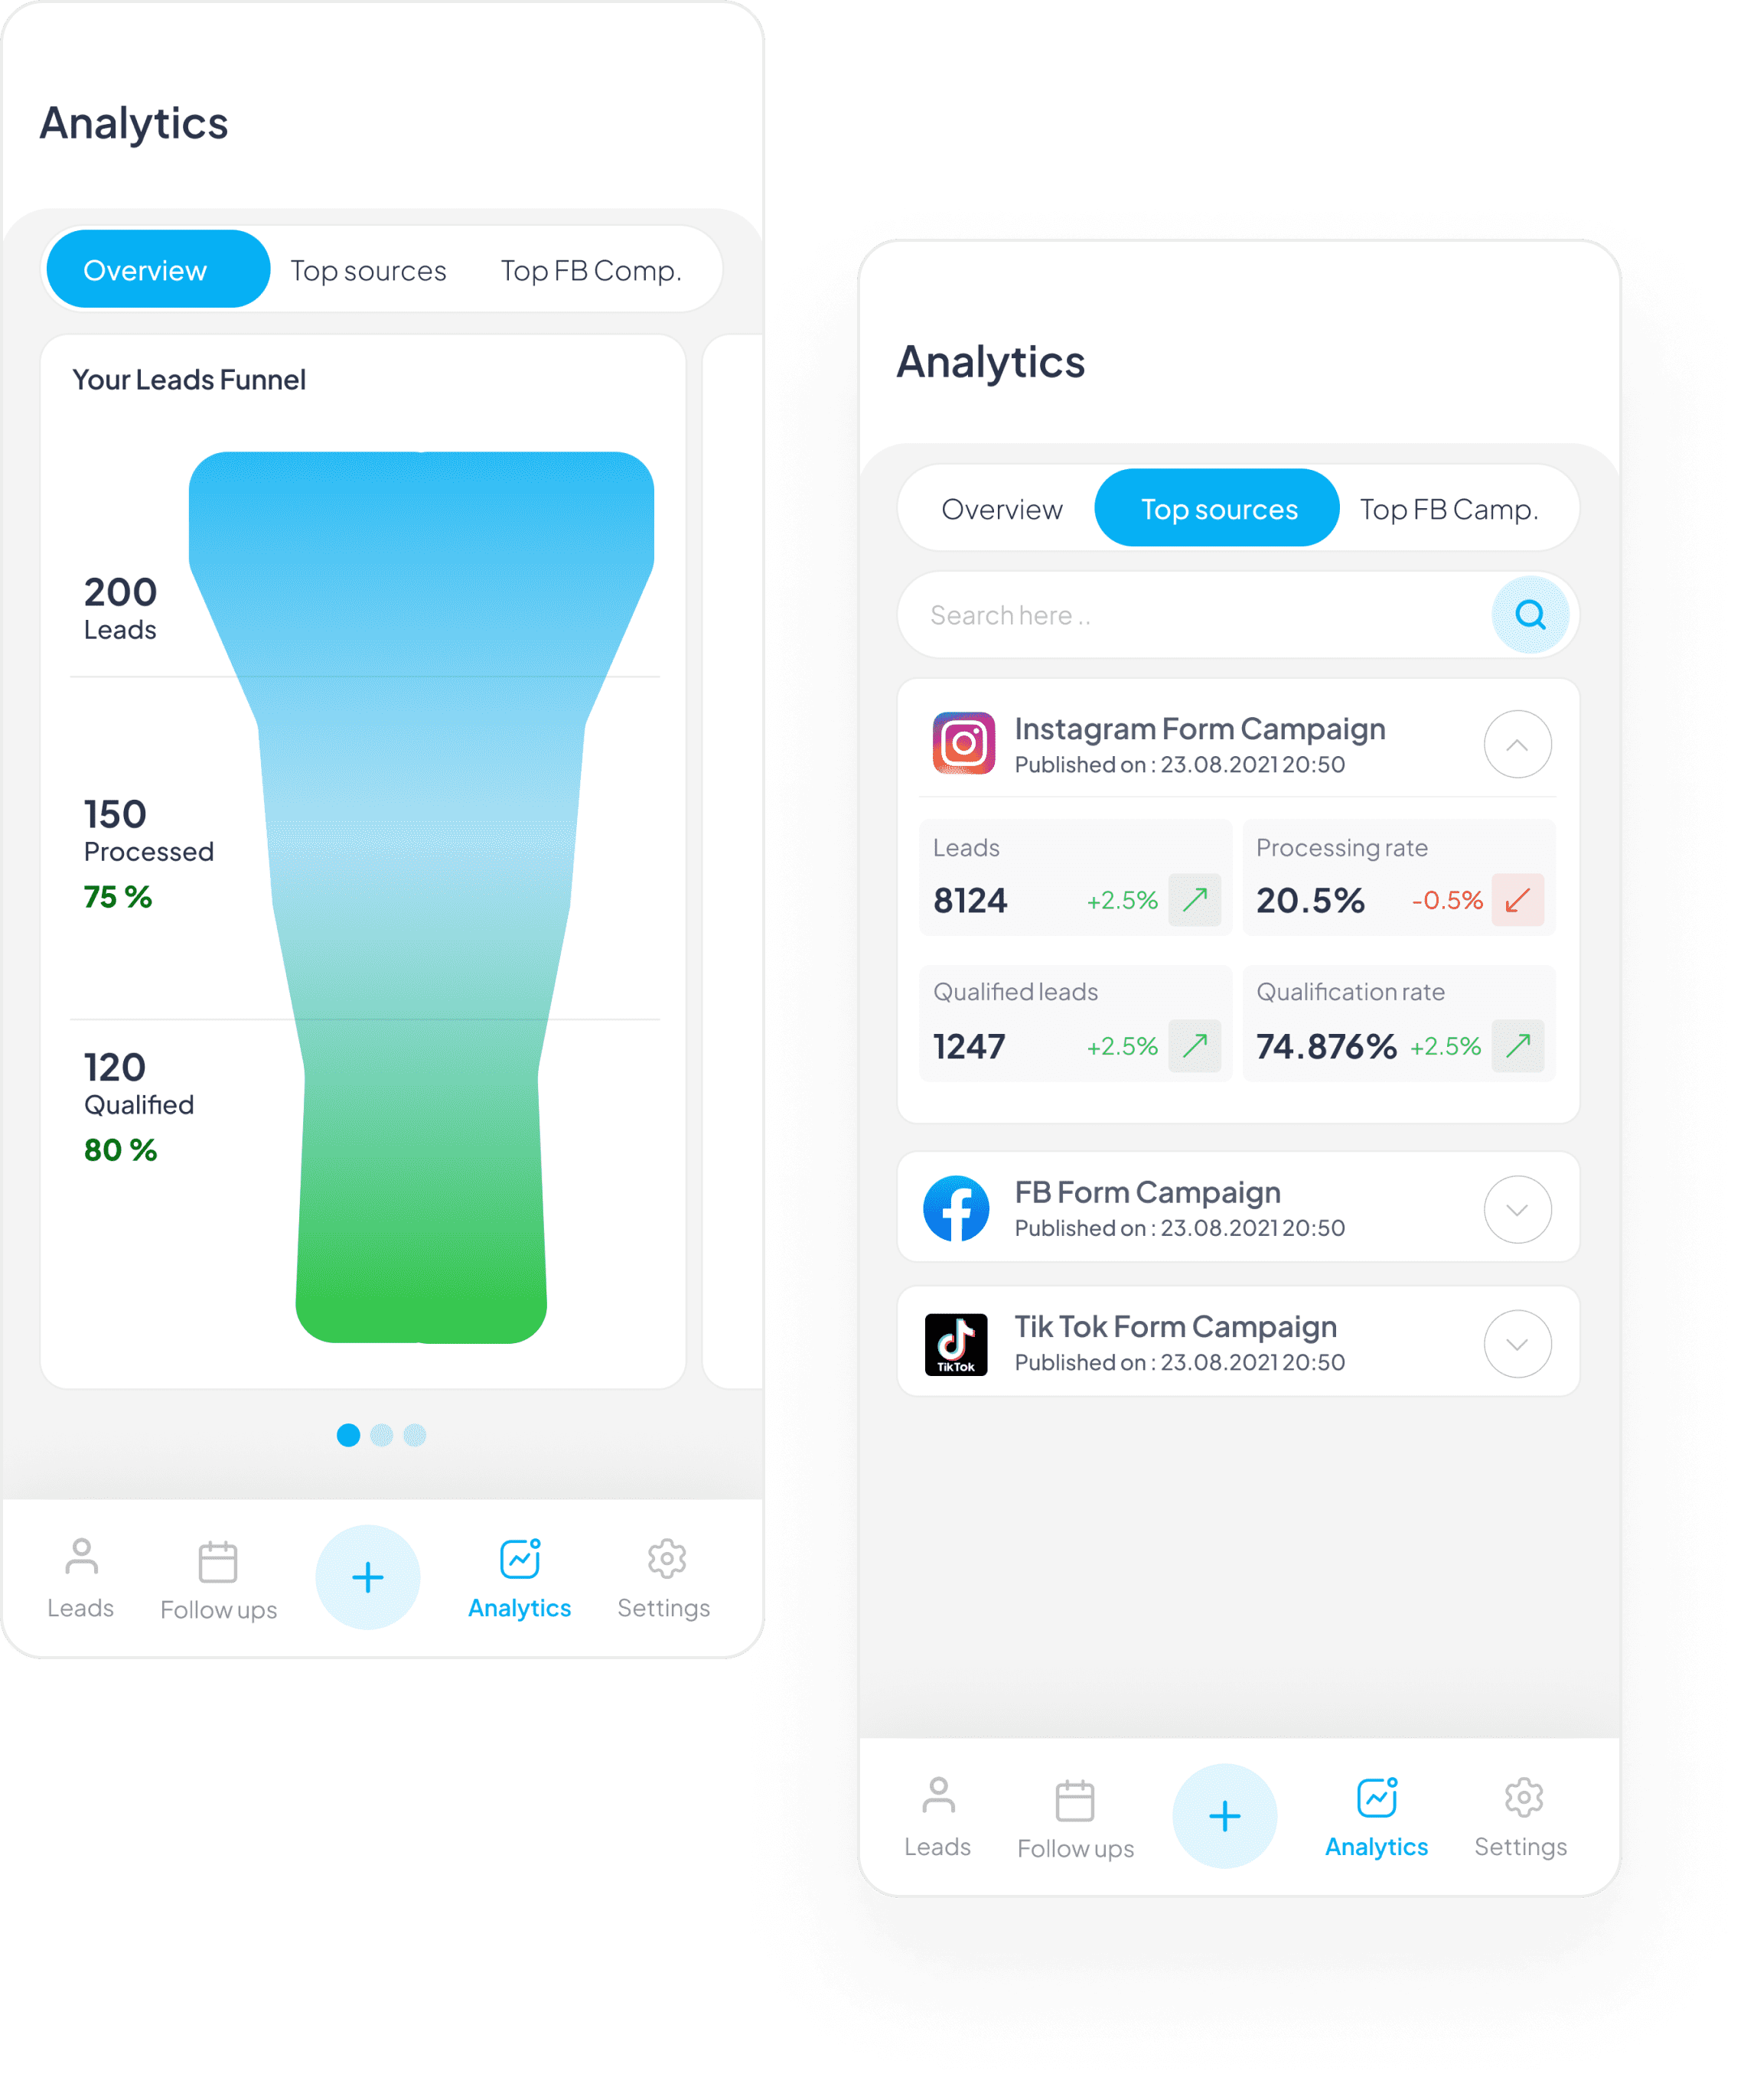 Analytics
Overview Top sources Top FB Comp.
Your Leads Funnel
200
Leads
150
Processed
75 %
120
Qualified
80 %
Leads Follow ups Analytics Settings
Analytics
Overview Top sources Top FB Camp.
Search here ..
Instagram Form Campaign
Published on : 23.08.2021 20:50
Leads
8124 +2.5%
Processing rate
20.5% -0.5%
Qualified leads
1247 +2.5%
Qualification rate
74.876% +2.5%
FB Form Campaign
Published on : 23.08.2021 20:50
TikTok
Tik Tok Form Campaign
Published on : 23.08.2021 20:50
Leads Follow ups Analytics Settings